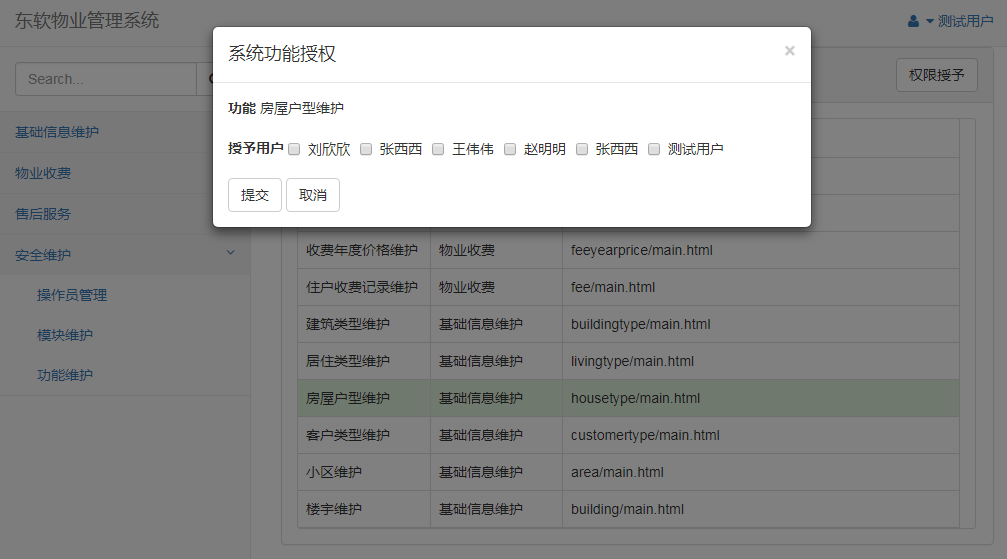 东软物业管理系统
测试用户
系统功能授权 ×
Search...
权限授予
功能 房屋户型维护
基础信息维护
授予用户 刘欣欣 张西西 王伟伟 赵明明 张西西 测试用户
物业收费
提交 取消
售后服务
安全维护
收费年度价格维护 物业收费 feeyearprice/main.html
操作员管理
住户收费记录维护 物业收费 fee/main.html
模块维护
建筑类型维护 基础信息维护 buildingtype/main.html
居住类型维护 基础信息维护 livingtype/main.html
功能维护
房屋户型维护 基础信息维护 housetype/main.html
客户类型维护 基础信息维护 customertype/main.html
小区维护 基础信息维护 area/main.html
楼宇维护 基础信息维护 building/main.html